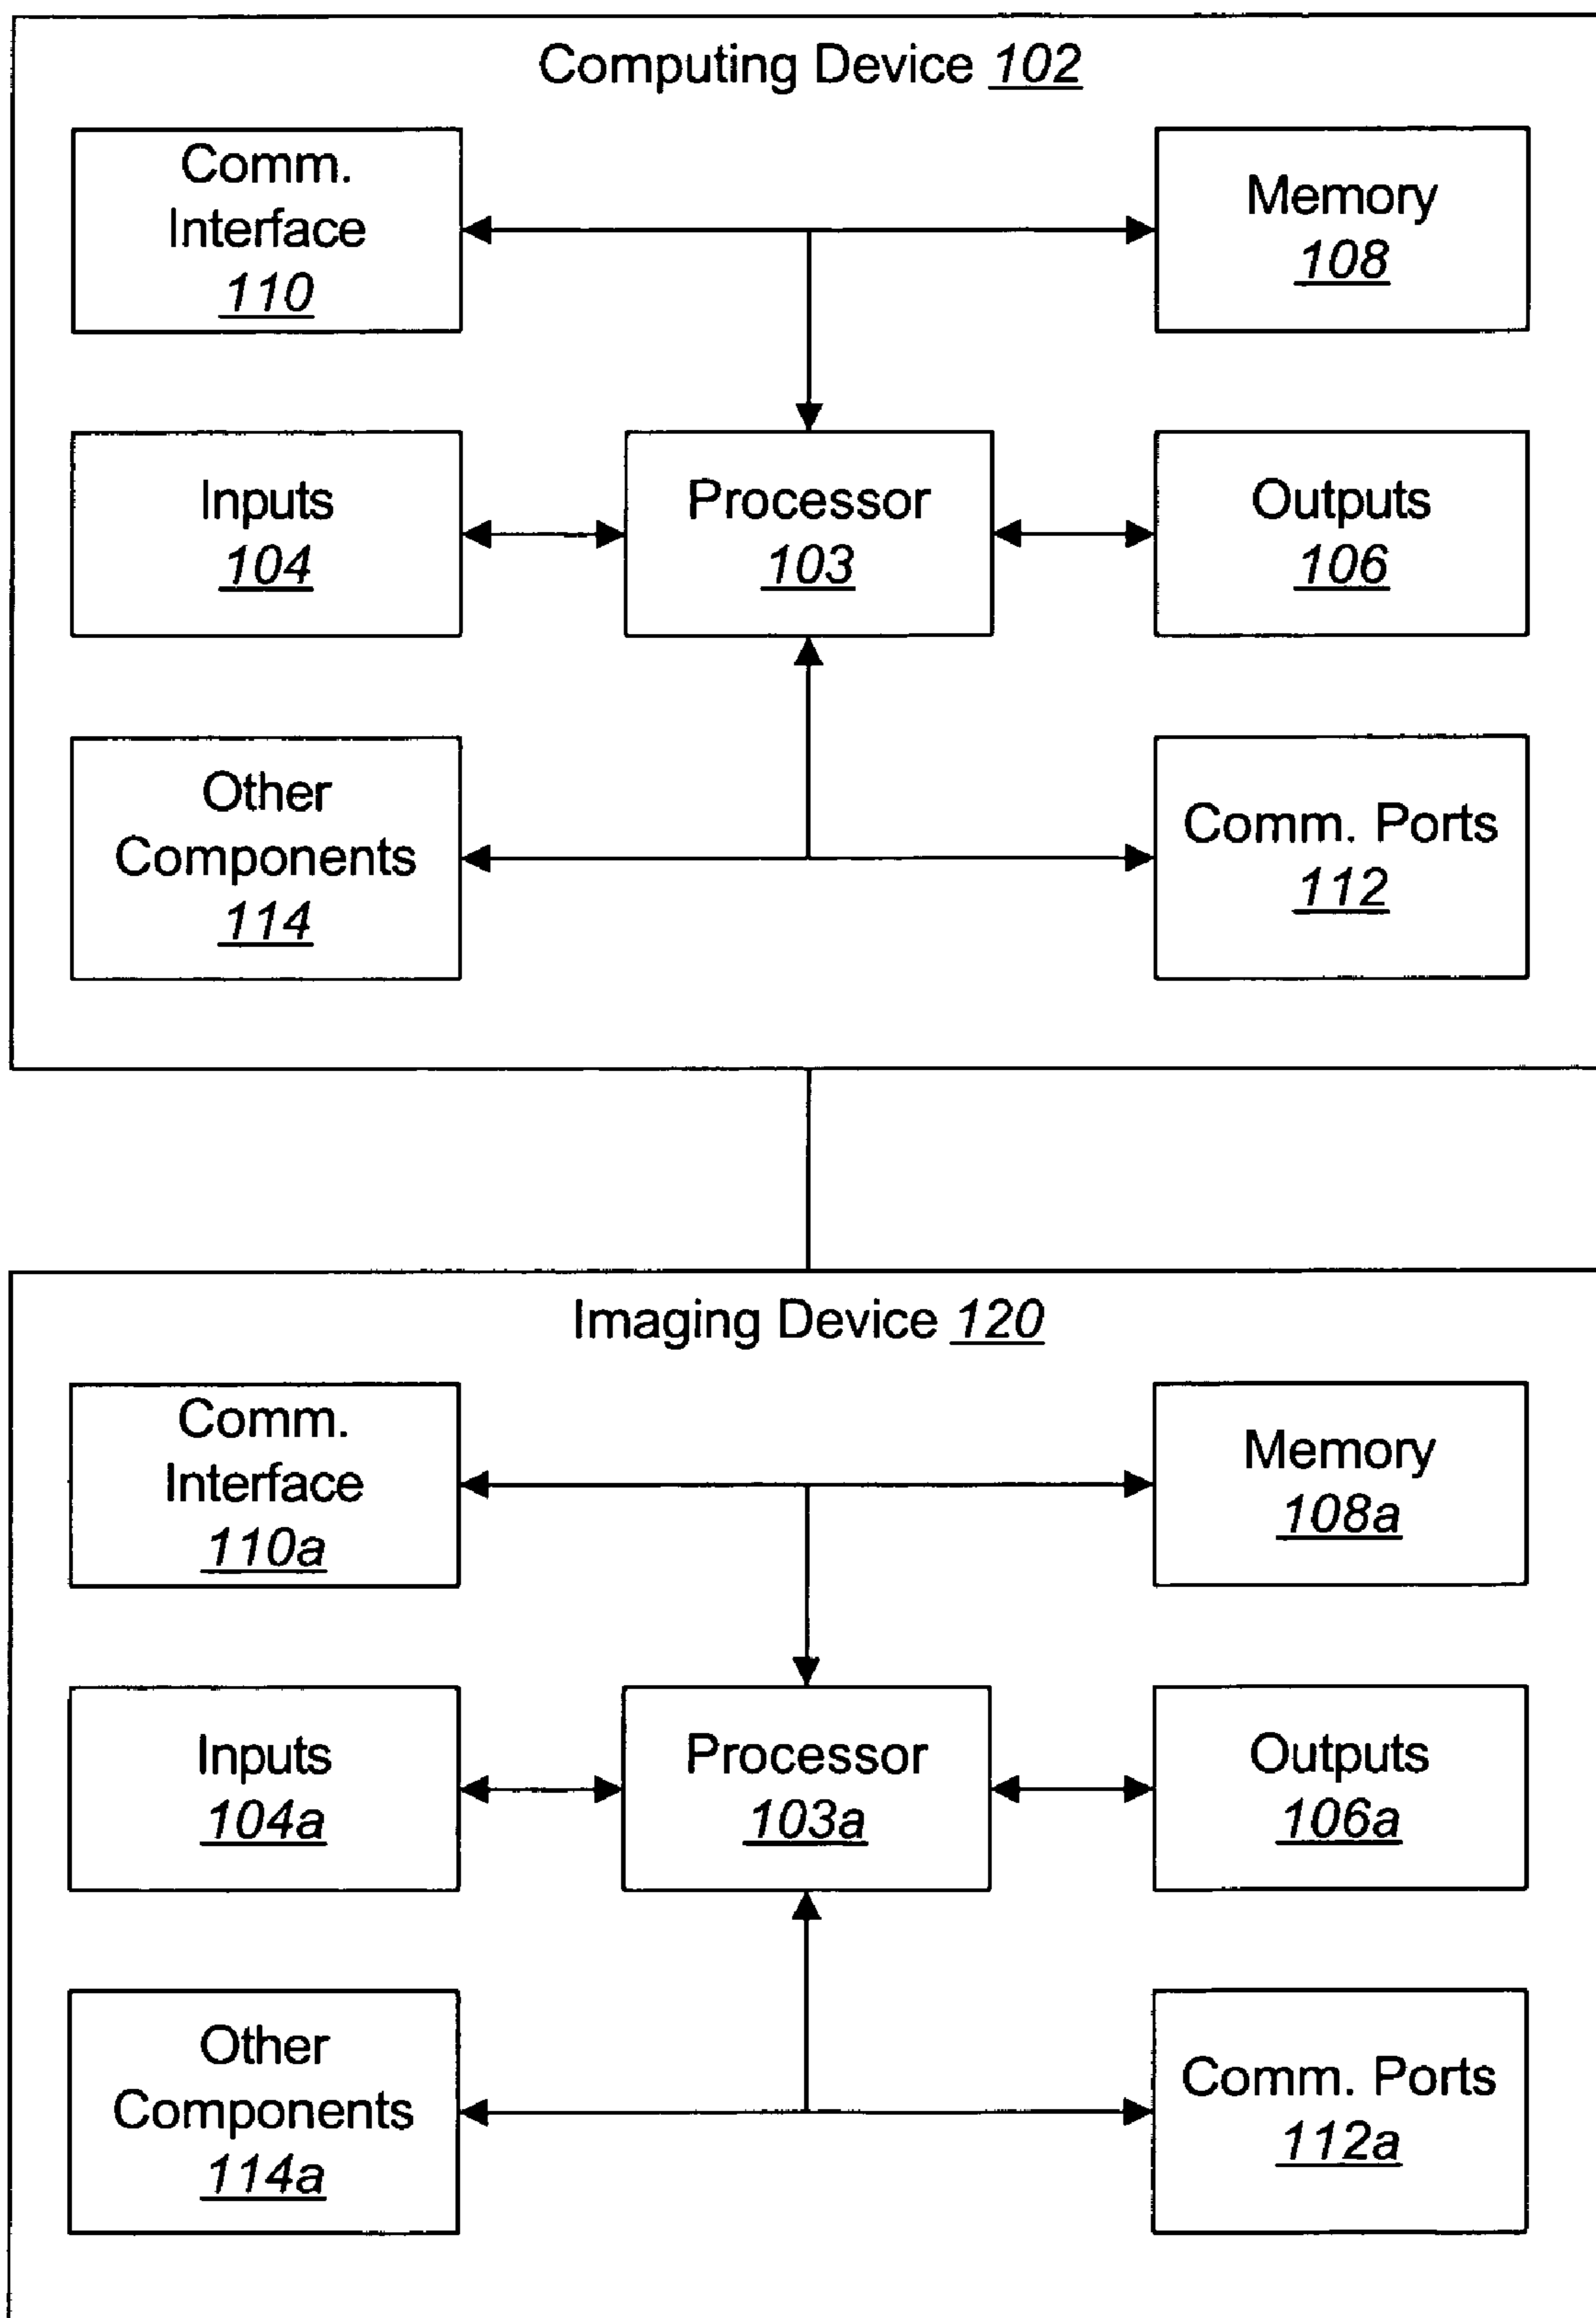 Computing Device 102
Comm.
Interface
110
Memory
108
Inputs
104
Processor
103
Outputs
106
Other
Components
114
Comm. Ports
112
Imaging Device 120
Comm.
Interface
110a
Memory
108a
Inputs
104a
Processor
103a
Outputs
106a
Other
Components
114a
Comm. Ports
112a